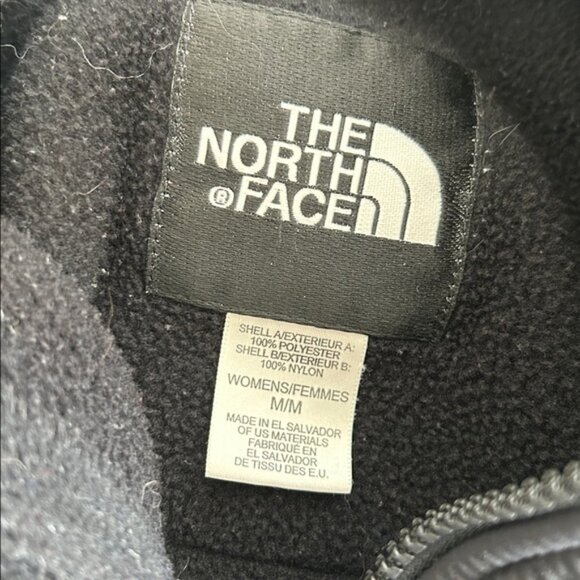 THE
NORTH
®FACE
SHELL A/EXTERIEUR A:
100% POLYESTER
SHELL B/EXTERIEUR B:
100% NYLON
WOMENS/FEMMES
M/M
MADE IN EL SALVADOR
OF US MATERIALS
FABRIQUÉ EN
EL SALVADOR
DE TISSU DES E.U.